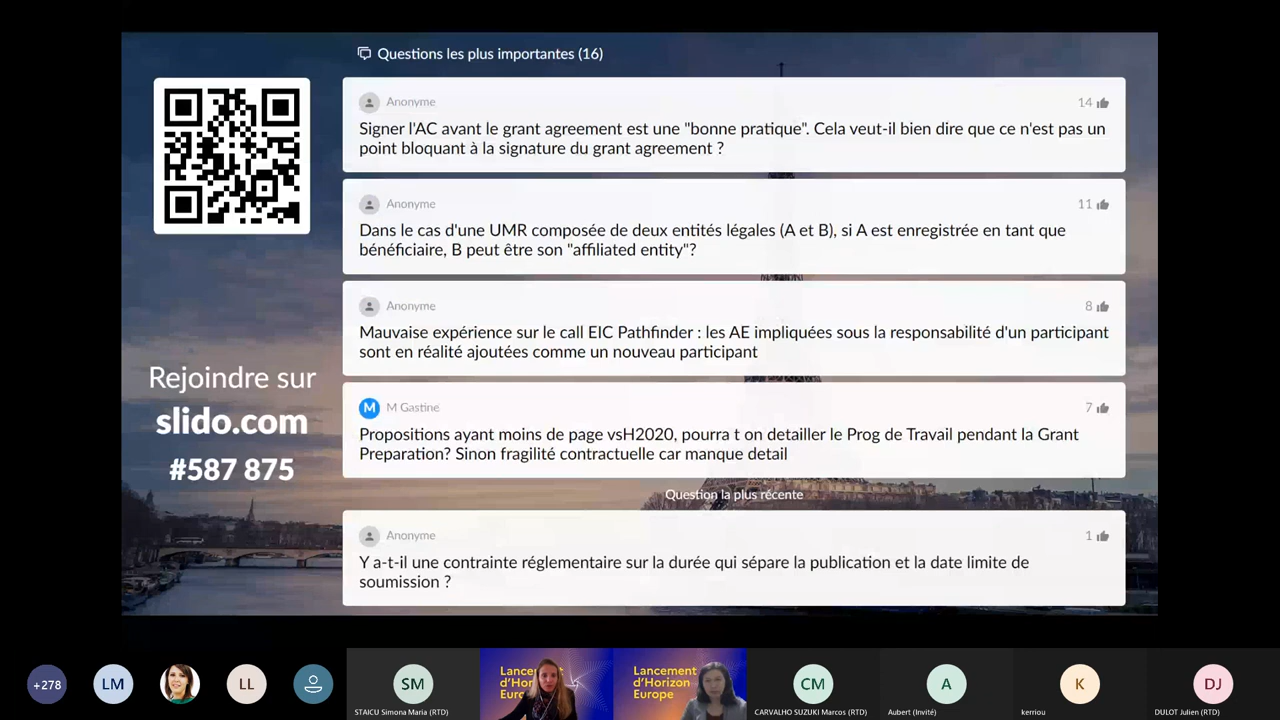 Questions les plus importantes (16)
Anonyme
14
Signer l'AC avant le grant agreement est une "bonne pratique". Cela veut-il bien dire que ce n'est pas un
point bloquant à la signature du grant agreement ?
Anonyme
11
Dans le cas d'une UMR composée de deux entités légales (A et B), si A est enregistrée en tant que
bénéficiaire, B peut être son "affiliated entity"?
Anonyme
8
Mauvaise expérience sur le call EIC Pathfinder : les AE impliquées sous la responsabilité d'un participant
sont en réalité ajoutées comme un nouveau participant
M
M Gastine
7
Propositions ayant moins de page vsH2020, pourra t on detailler le Prog de Travail pendant la Grant
Preparation? Sinon fragilité contractuelle car manque detail
Question la plus récente
Anonyme
1
Y a-t-il une contrainte réglementaire sur la durée qui sépare la publication et la date limite de
soumission ?
Rejoindre sur
slido.com
#587 875
+278
LM
LL
SM
STAICU Simona Maria (RTD)
Lancement
d'Horizon
Europe
CM
CARVALHO SUZUKI Marcos (RTD)
A
Aubert (Invité)
K
kerriou
DJ
DULOT Julien (RTD)